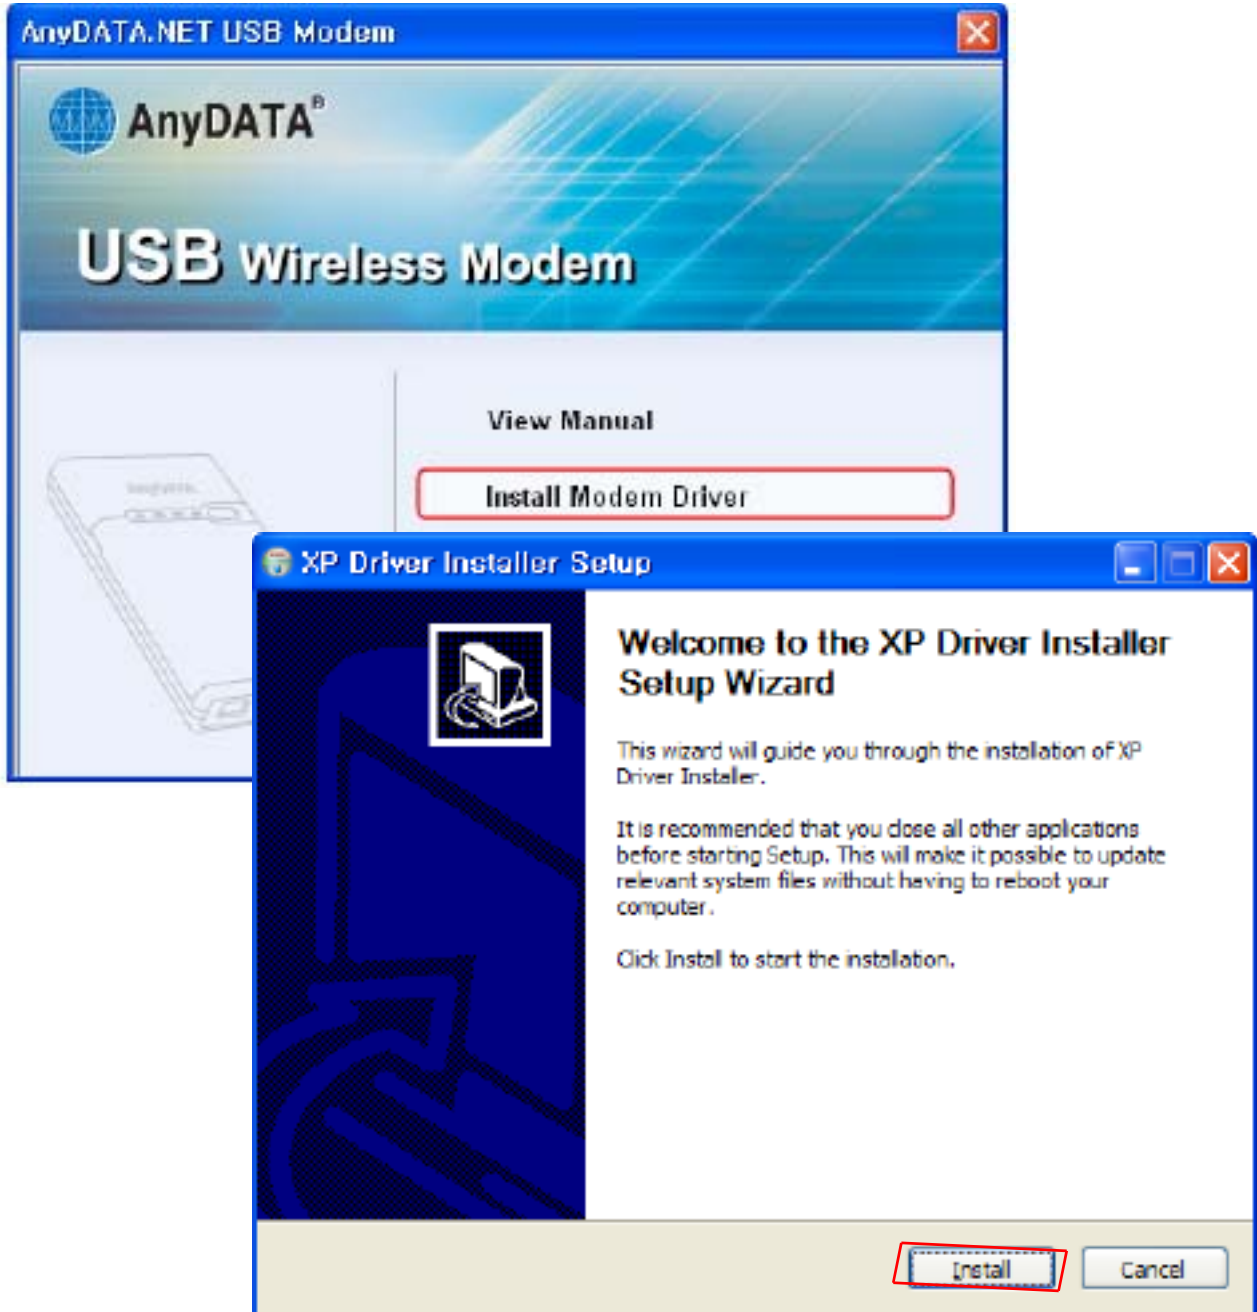 AnyDATA.NET USB Modem
AnyDATA®
USB Wireless Modem
View Manual
Install Modem Driver
XP Driver Installer Setup
Welcome to the XP Driver Installer
Setup Wizard
This wizard will guide you through the installation of XP
Driver Installer.
It is recommended that you close all other applications
before starting Setup. This will make it possible to update
relevant system files without having to reboot your
computer.
Click Install to start the installation.
Install
Cancel